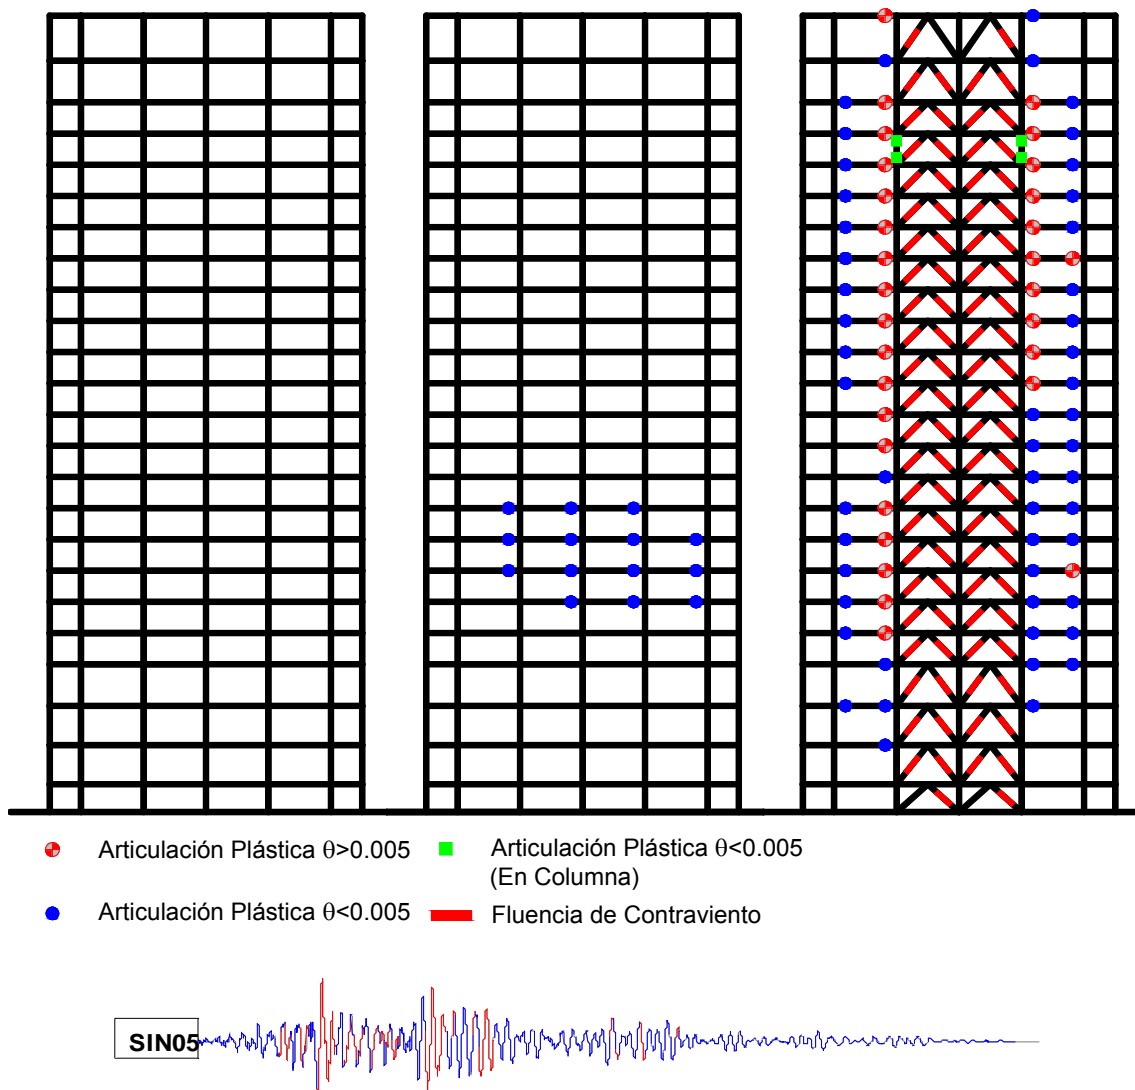 Articulación Plástica θ>0.005
Articulación Plástica θ<0.005
(En Columna)
Articulación Plástica θ<0.005
Fluencia de Contraviento
SIN05